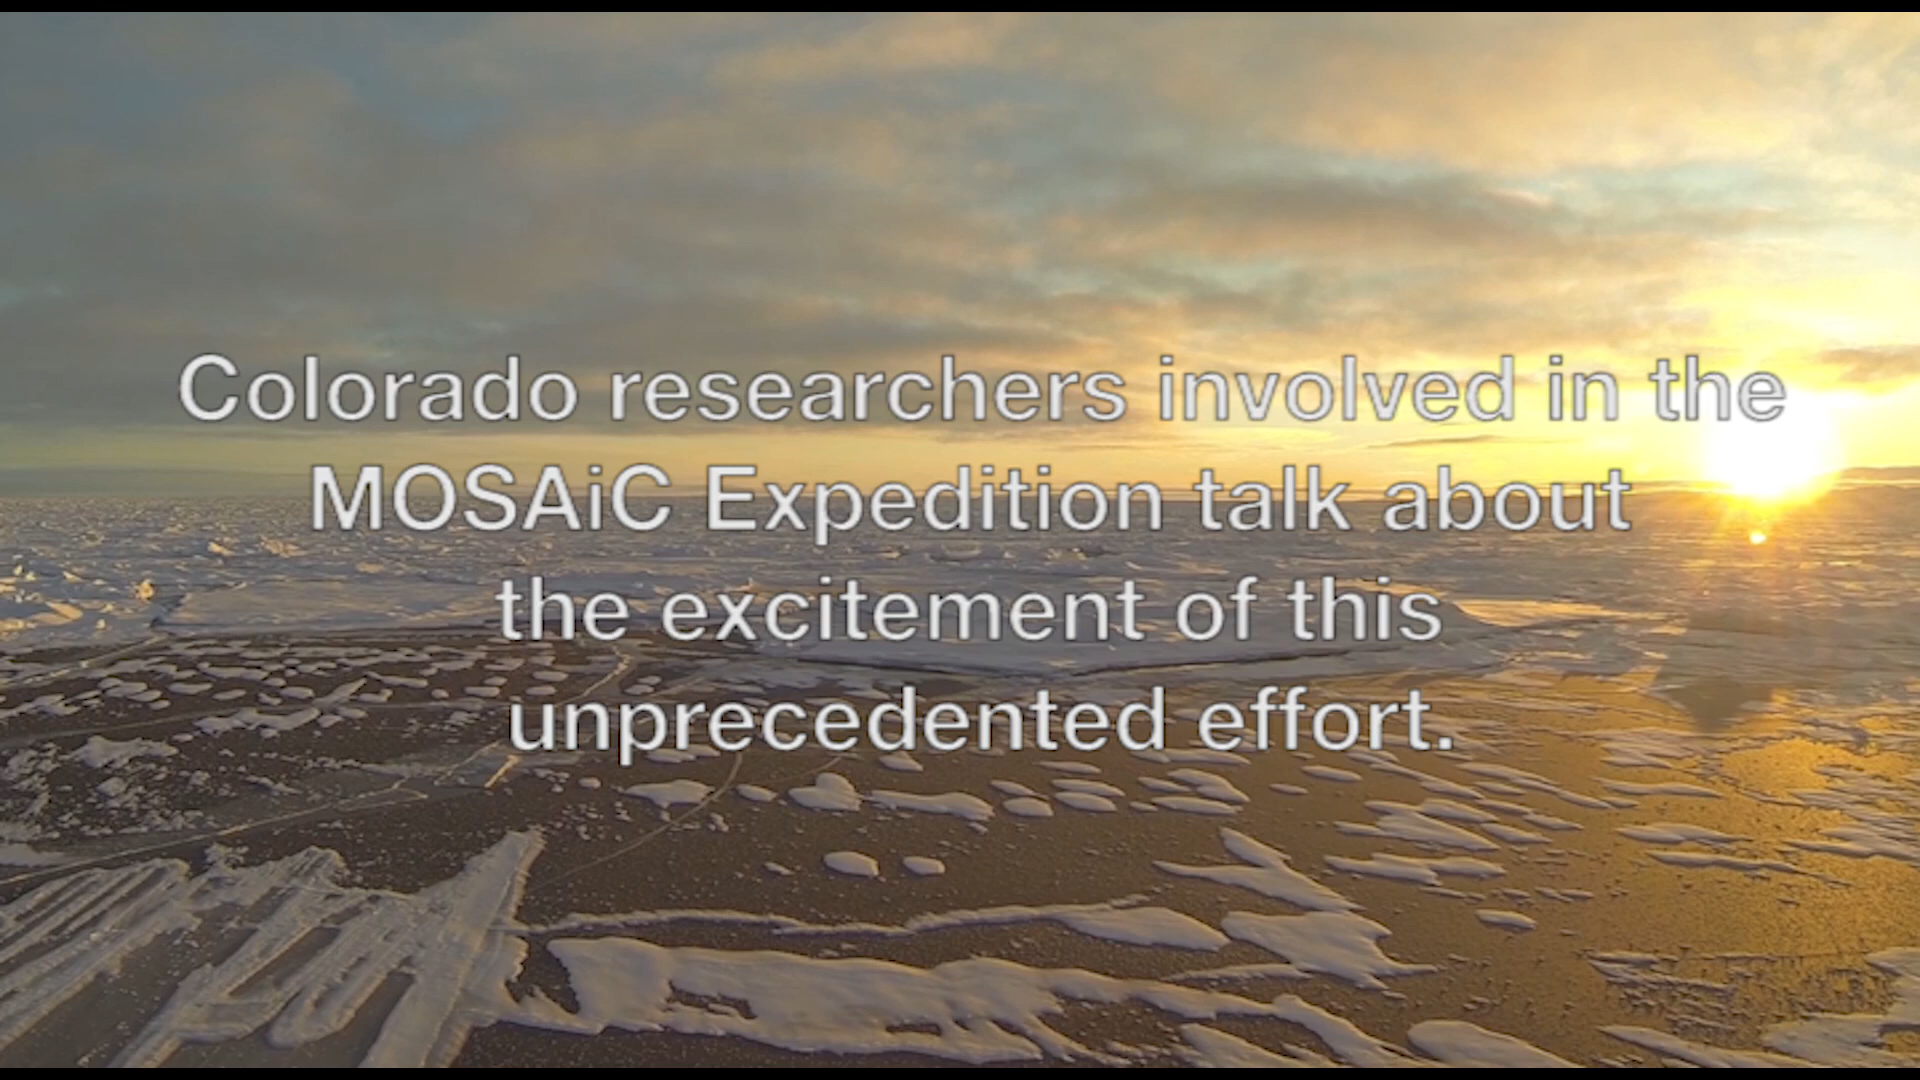 Colorado researchers involved in the
MOSAiC Expedition talk about
the excitement of this
unprecedented effort.